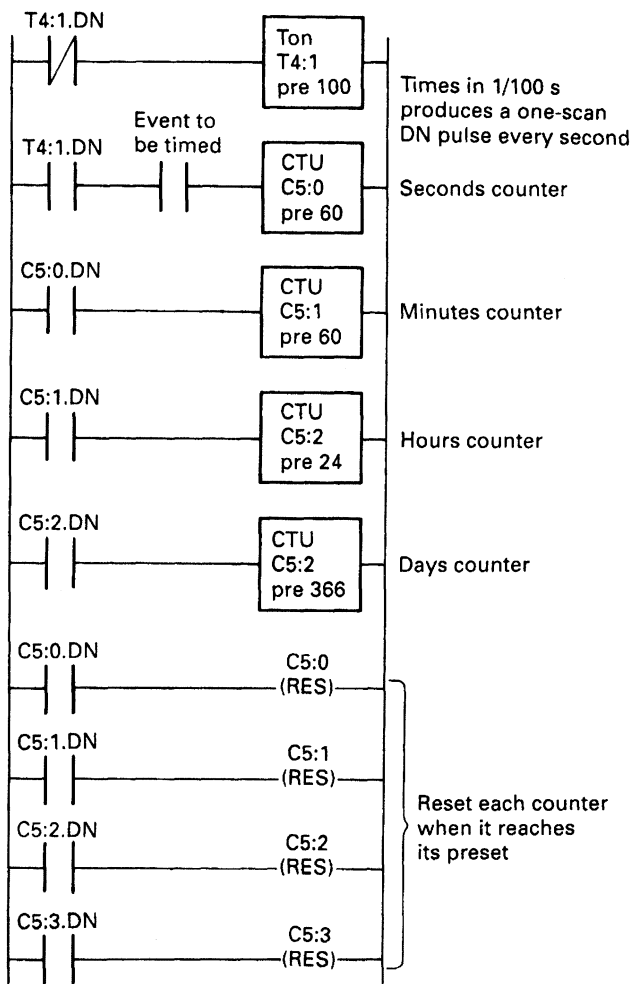 T4:1.DN
Ton
T4:1
pre 100
Times in 1/100 s
produces a one-scan
DN pulse every second
T4:1.DN
Event to
be timed
CTU
C5:0
pre 60
Seconds counter
C5:0.DN
CTU
C5:1
pre 60
Minutes counter
C5:1.DN
CTU
C5:2
pre 24
Hours counter
C5:2.DN
CTU
C5:2
pre 366
Days counter
C5:0.DN
C5:0
(RES)
C5:1.DN
C5:1
(RES)
C5:2.DN
C5:2
(RES)
C5:3.DN
C5:3
(RES)
Reset each counter
when it reaches
its preset